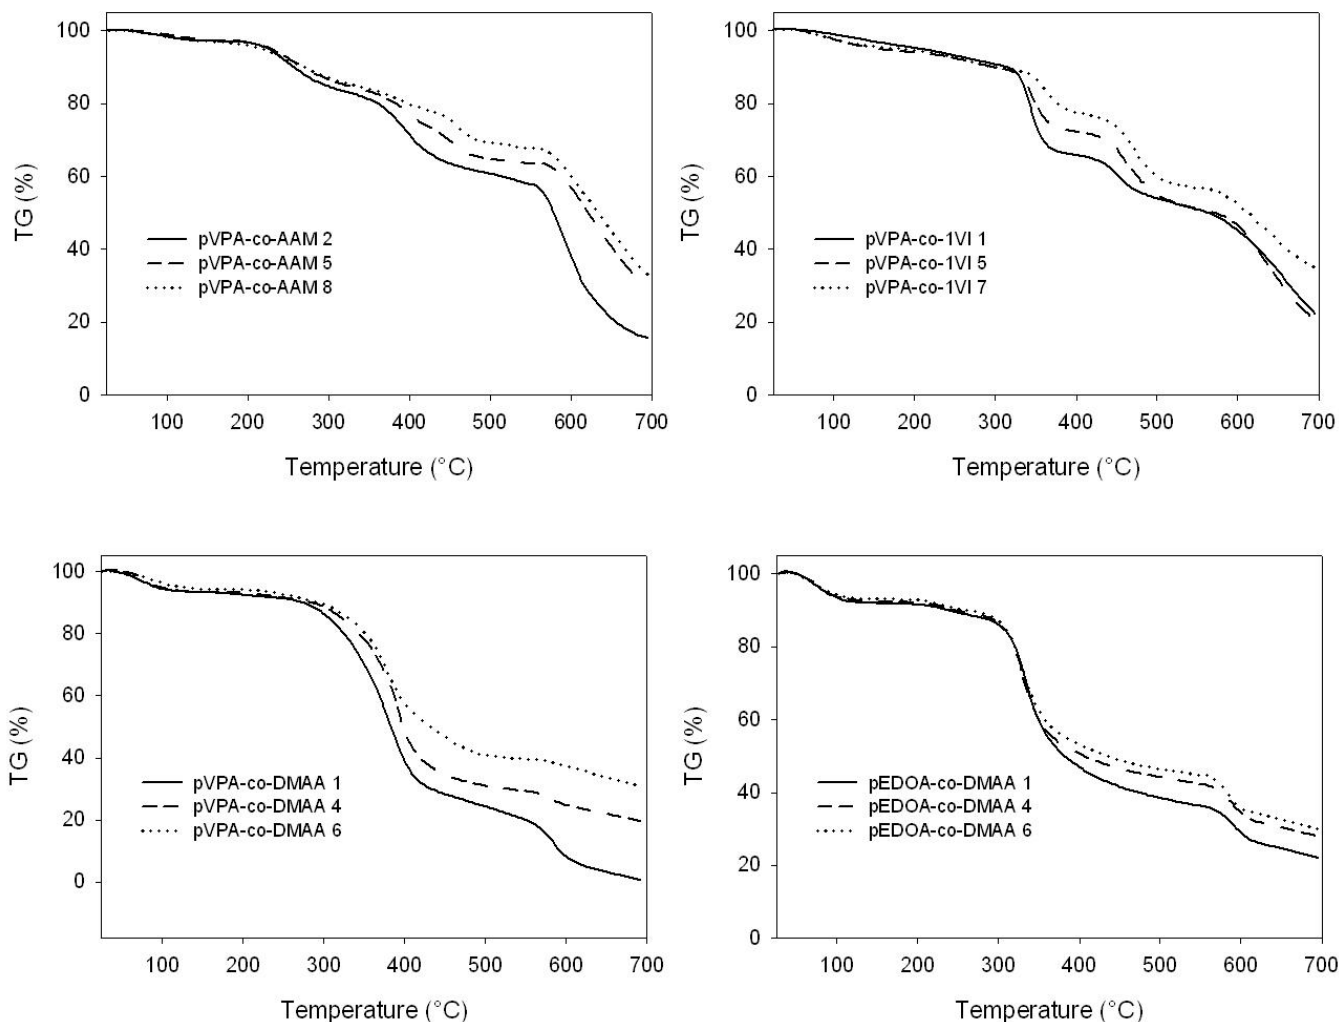 100
80
60
40
20
0
TG (%)
pVPA-co-AAM 2
pVPA-co-AAM 5
pVPA-co-AAM 8
100 200 300 400 500 600 700
Temperature (°C)
100
80
60
40
20
0
TG (%)
pVPA-co-1VI 1
pVPA-co-1VI 5
pVPA-co-1VI 7
100 200 300 400 500 600 700
Temperature (°C)
100
80
60
40
20
0
TG (%)
pVPA-co-DMAA 1
pVPA-co-DMAA 4
pVPA-co-DMAA 6
100 200 300 400 500 600 700
Temperature (°C)
100
80
60
40
20
0
TG (%)
pEDOA-co-DMAA 1
pEDOA-co-DMAA 4
pEDOA-co-DMAA 6
100 200 300 400 500 600 700
Temperature (°C)